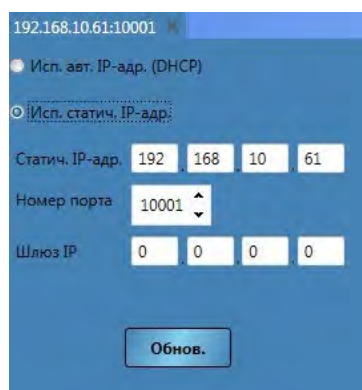 192.168.10.61:10001
Исп. авт. IP-адр. (DHCP)
Исп. статич. IP-адр.
Статич. IP-адр. 192 . 168 . 10 . 61
Номер порта 10001
Шлюз IP 0 . 0 . 0 . 0
Обнов.